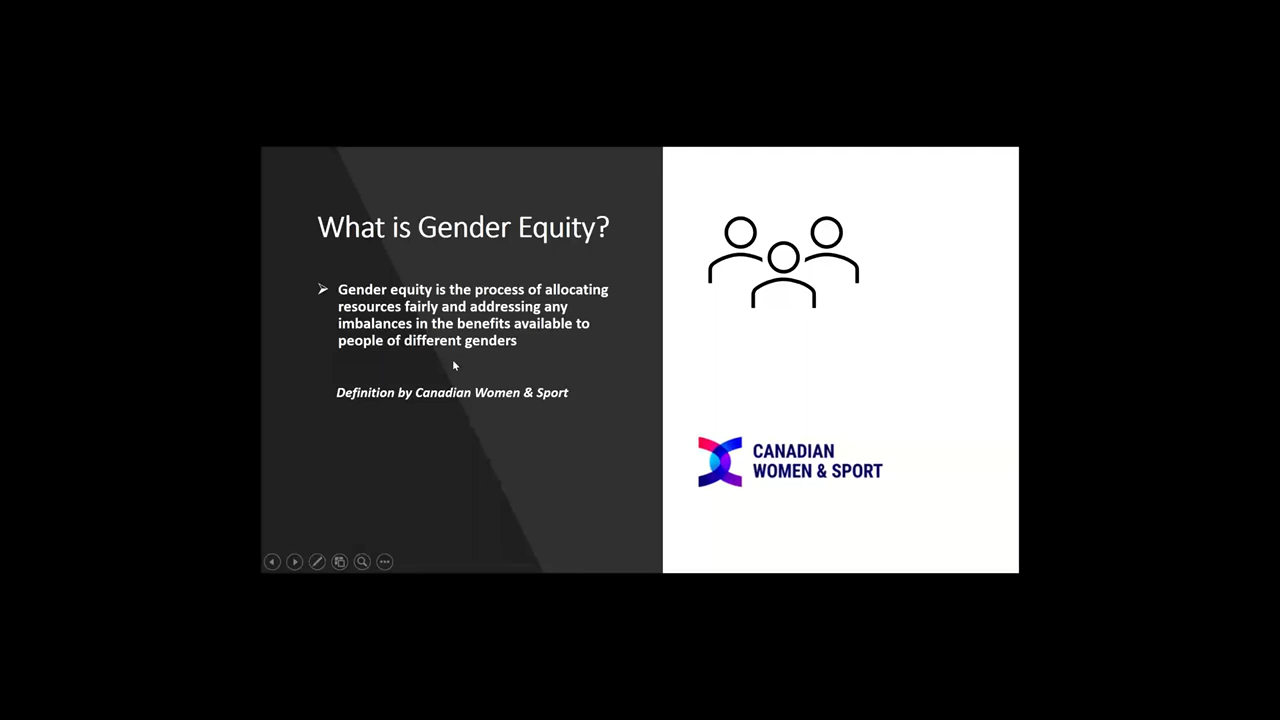 What is Gender Equity?
Gender equity is the process of allocating
resources fairly and addressing any
imbalances in the benefits available to
people of different genders
Definition by Canadian Women & Sport
CANADIAN
WOMEN & SPORT